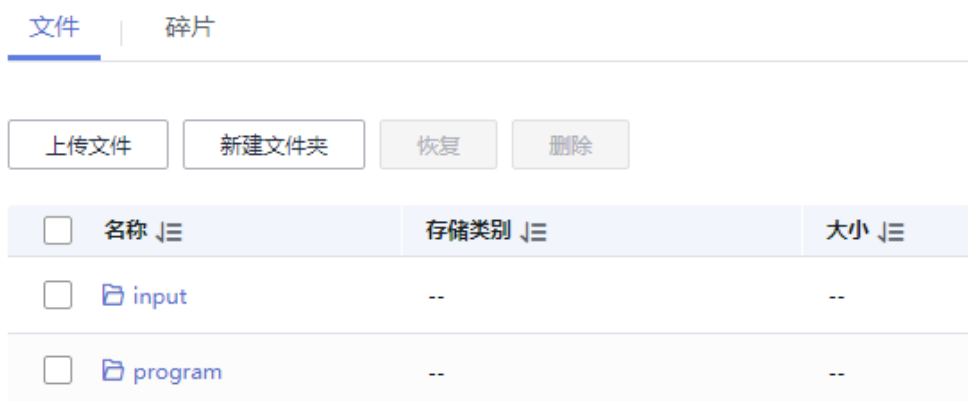 文件 碎片
上传文件 新建文件夹 恢复 删除
名称 存储类别 大小
input -- --
program -- --